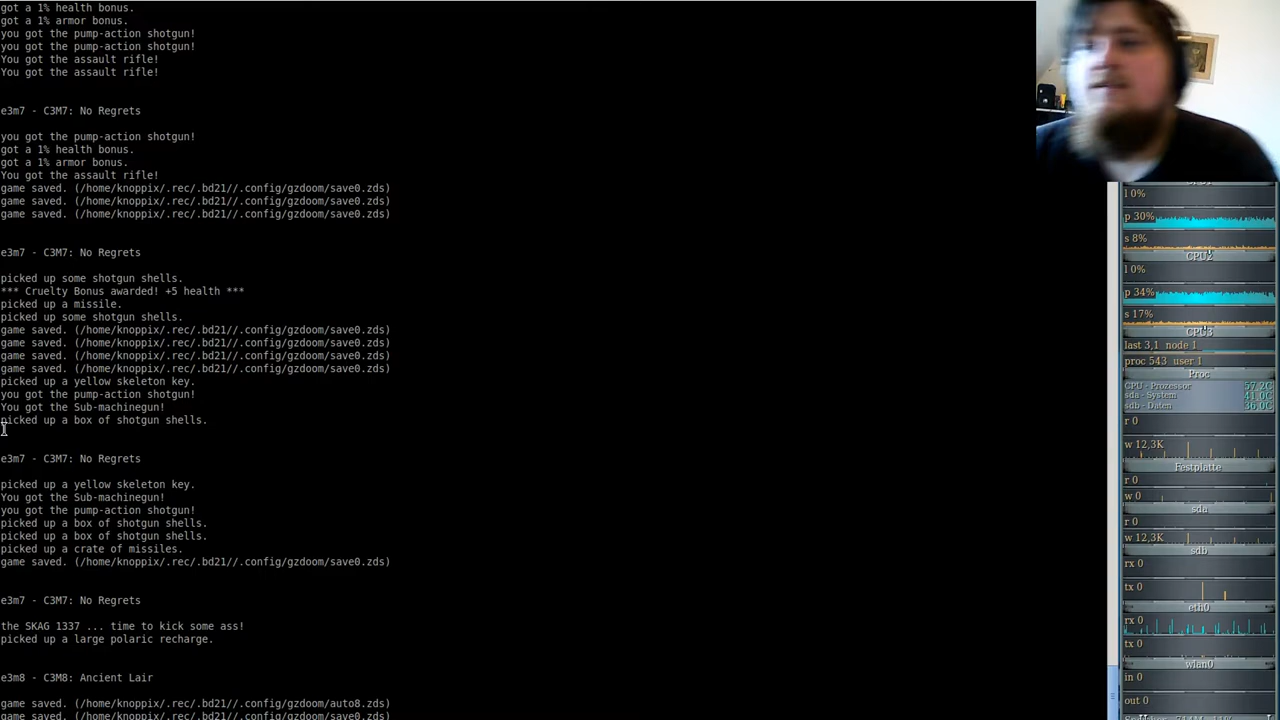 got a 1% health bonus.
got a 1% armor bonus.
you got the pump-action shotgun!
you got the pump-action shotgun!
You got the assault rifle!
You got the assault rifle!
e3m7 - C3M7: No Regrets
you got the pump-action shotgun!
got a 1% health bonus.
got a 1% armor bonus.
You got the assault rifle!
game saved. (/home/knoppix/.rec/.bd21//.config/gzdoom/save0.zds)
game saved. (/home/knoppix/.rec/.bd21//.config/gzdoom/save0.zds)
game saved. (/home/knoppix/.rec/.bd21//.config/gzdoom/save0.zds)
e3m7 - C3M7: No Regrets
picked up some shotgun shells.
*** Cruelty Bonus awarded! +5 health ***
picked up a missile.
picked up some shotgun shells.
game saved. (/home/knoppix/.rec/.bd21//.config/gzdoom/save0.zds)
game saved. (/home/knoppix/.rec/.bd21//.config/gzdoom/save0.zds)
game saved. (/home/knoppix/.rec/.bd21//.config/gzdoom/save0.zds)
game saved. (/home/knoppix/.rec/.bd21//.config/gzdoom/save0.zds)
picked up a yellow skeleton key.
you got the pump-action shotgun!
You got the Sub-machinegun!
picked up a box of shotgun shells.
e3m7 - C3M7: No Regrets
picked up a yellow skeleton key.
You got the Sub-machinegun!
you got the pump-action shotgun!
picked up a box of shotgun shells.
picked up a box of shotgun shells.
picked up a crate of missiles.
game saved. (/home/knoppix/.rec/.bd21//.config/gzdoom/save0.zds)
e3m7 - C3M7: No Regrets
the SKAG 1337 ... time to kick some ass!
picked up a large polaric recharge.
e3m8 - C3M8: Ancient Lair
game saved. (/home/knoppix/.rec/.bd21//.config/gzdoom/auto8.zds)
game saved. (/home/knoppix/.rec/.bd21//.config/gzdoom/save0.zds)
l 0%
p 30%
s 8%
CPU2
l 0%
p 34%
s 17%
CPU3
last 3,1 node 1
proc 543 user 1
Proc
CPU - Prozessor 57,2C
sda - System 41,0C
sdb - Daten 36,0C
r 0
w 12,3K
Festplatte
r 0
w 0
sda
r 0
w 12,3K
sdb
rx 0
tx 0
eth0
rx 0
tx 0
wlan0
in 0
out 0